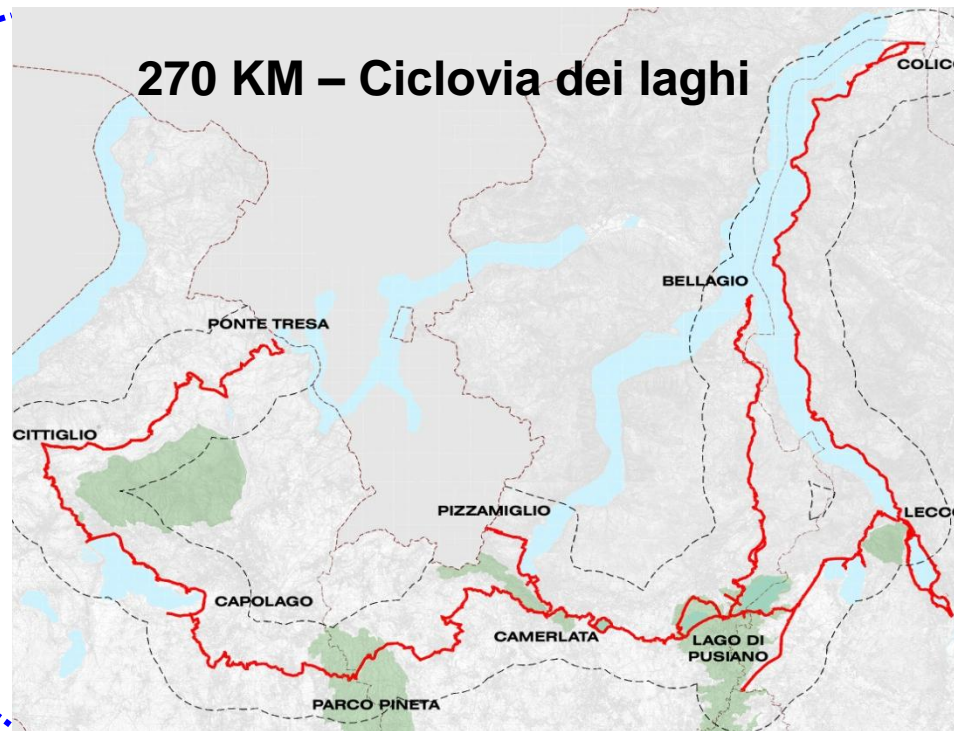 270 KM – Ciclovia dei laghi
COLICO
BELLAGIO
PONTE TRESA
CITTIGLIO
PIZZAMIGLIO
LECCO
CAPOLAGO
CAMERLATA
LAGO DI
PUSIANO
PARCO PINETA